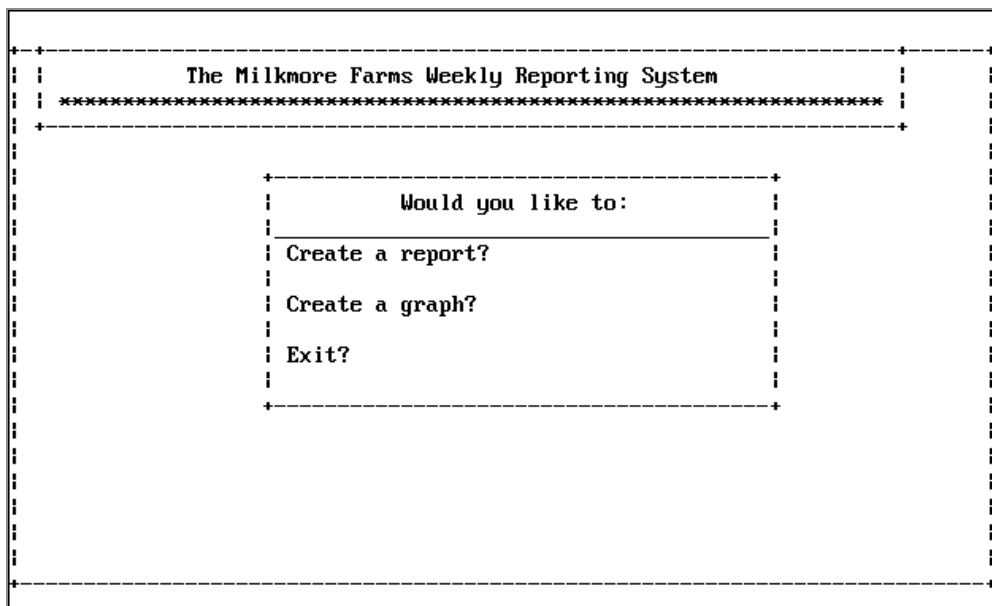 The Milkmore Farms Weekly Reporting System
*****************************************************************
Would you like to:
Create a report?
Create a graph?
Exit?